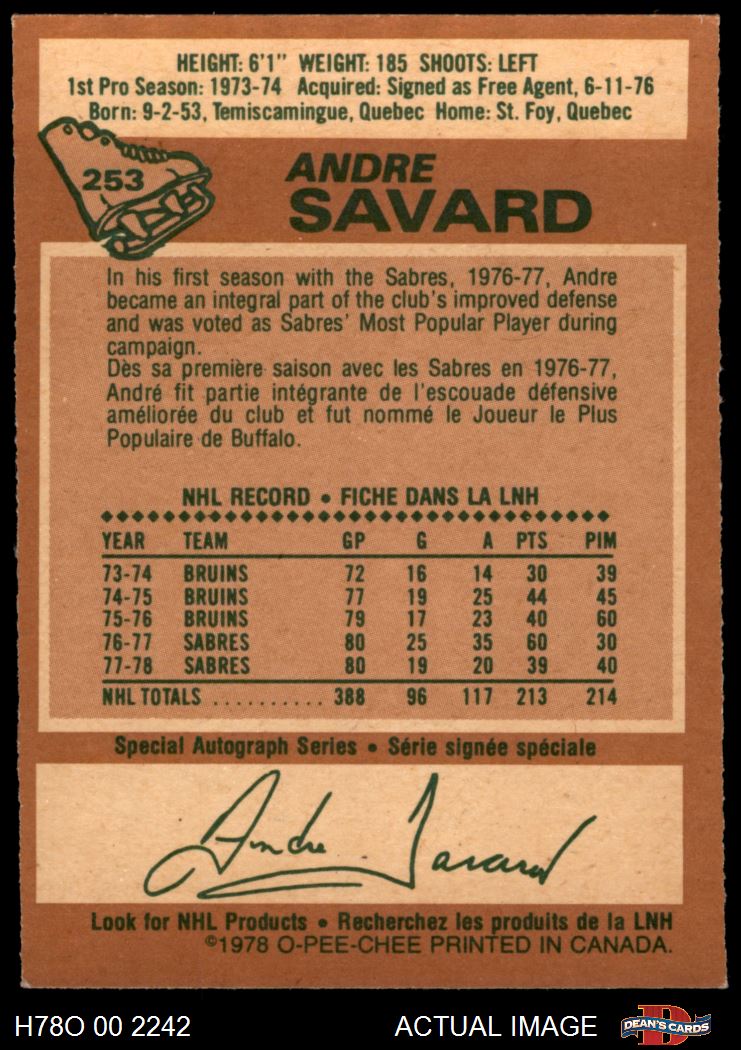 HEIGHT: 6'1" WEIGHT: 185 SHOOTS: LEFT
1st Pro Season: 1973-74 Acquired: Signed as Free Agent, 6-11-76
Born: 9-2-53, Temiscamingue, Quebec Home: St. Foy, Quebec
253
ANDRE
SAVARD
In his first season with the Sabres, 1976-77, Andre
became an integral part of the club's improved defense
and was voted as Sabres' Most Popular Player during
campaign.
Dès sa première saison avec les Sabres en 1976-77,
André fit partie intégrante de l'escouade défensive
améliorée du club et fut nommé le Joueur le Plus
Populaire de Buffalo.
NHL RECORD • FICHE DANS LA LNH
YEAR TEAM GP G A PTS PIM
73-74 BRUINS 72 16 14 30 39
74-75 BRUINS 77 19 25 44 45
75-76 BRUINS 79 17 23 40 60
76-77 SABRES 80 25 35 60 30
77-78 SABRES 80 19 20 39 40
NHL TOTALS .......... 388 96 117 213 214
Special Autograph Series • Série signée spéciale
Andre Savard
Look for NHL Products • Recherchez les produits de la LNH
©1978 O-PEE-CHEE PRINTED IN CANADA.
H78O 00 2242 ACTUAL IMAGE D DEAN'S CARDS